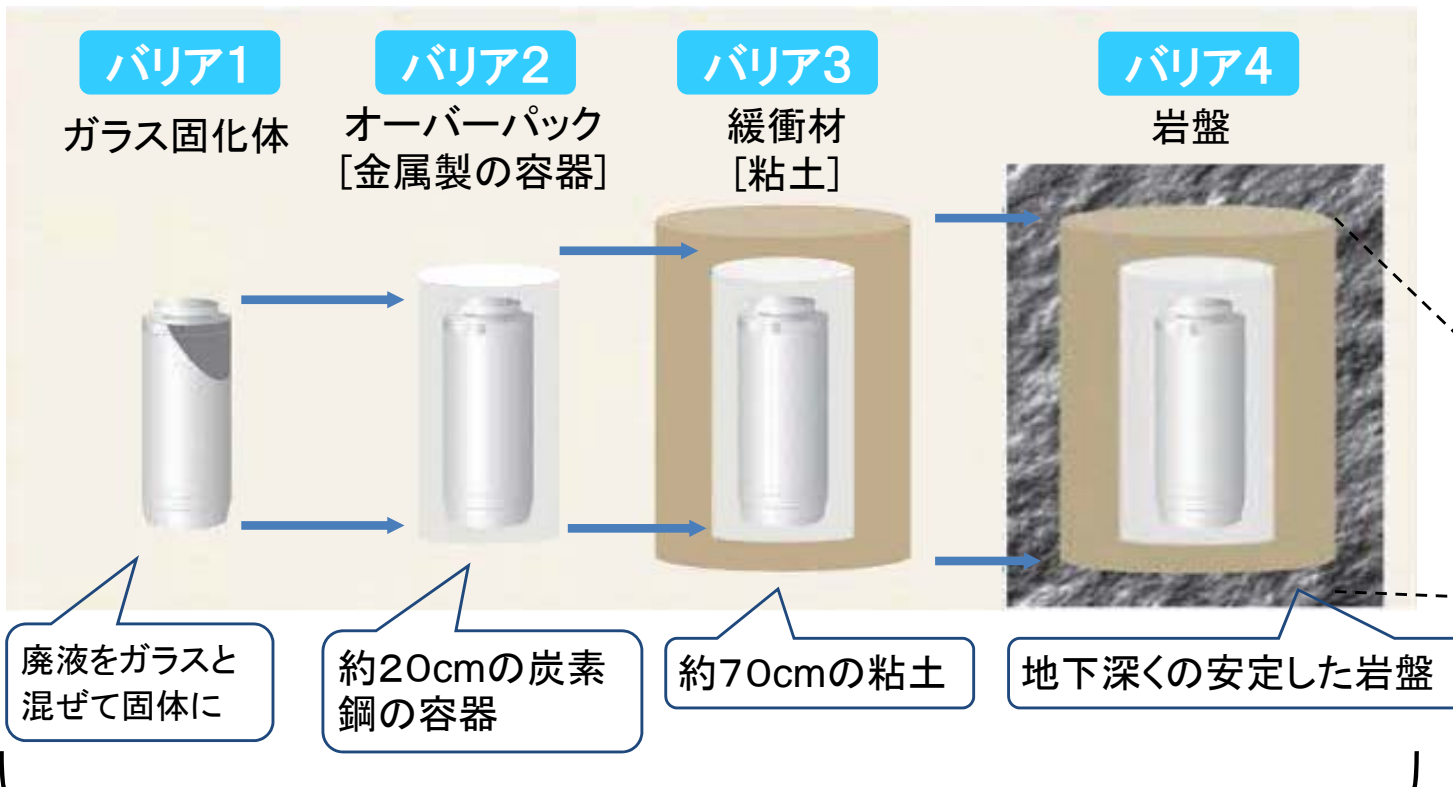 バリア1
ガラス固化体
バリア2
オーバーパック
[金属製の容器]
バリア3
緩衝材
[粘土]
バリア4
岩盤
廃液をガラスと
混ぜて固体に
約20cmの炭素
鋼の容器
約70cmの粘土
地下深くの安定した岩盤